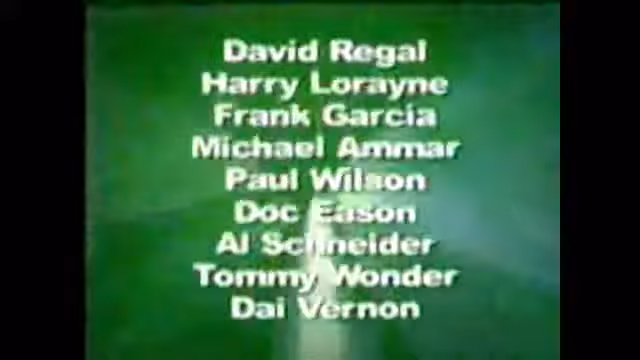 David Regal
Harry Lorayne
Frank Garcia
Michael Ammar
Paul Wilson
Doc Eason
Al Schneider
Tommy Wonder
Dai Vernon